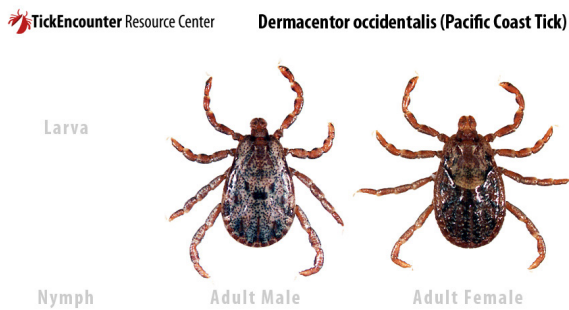 TickEncounter Resource Center
Dermacentor occidentalis (Pacific Coast Tick)
Larva
Nymph
Adult Male
Adult Female